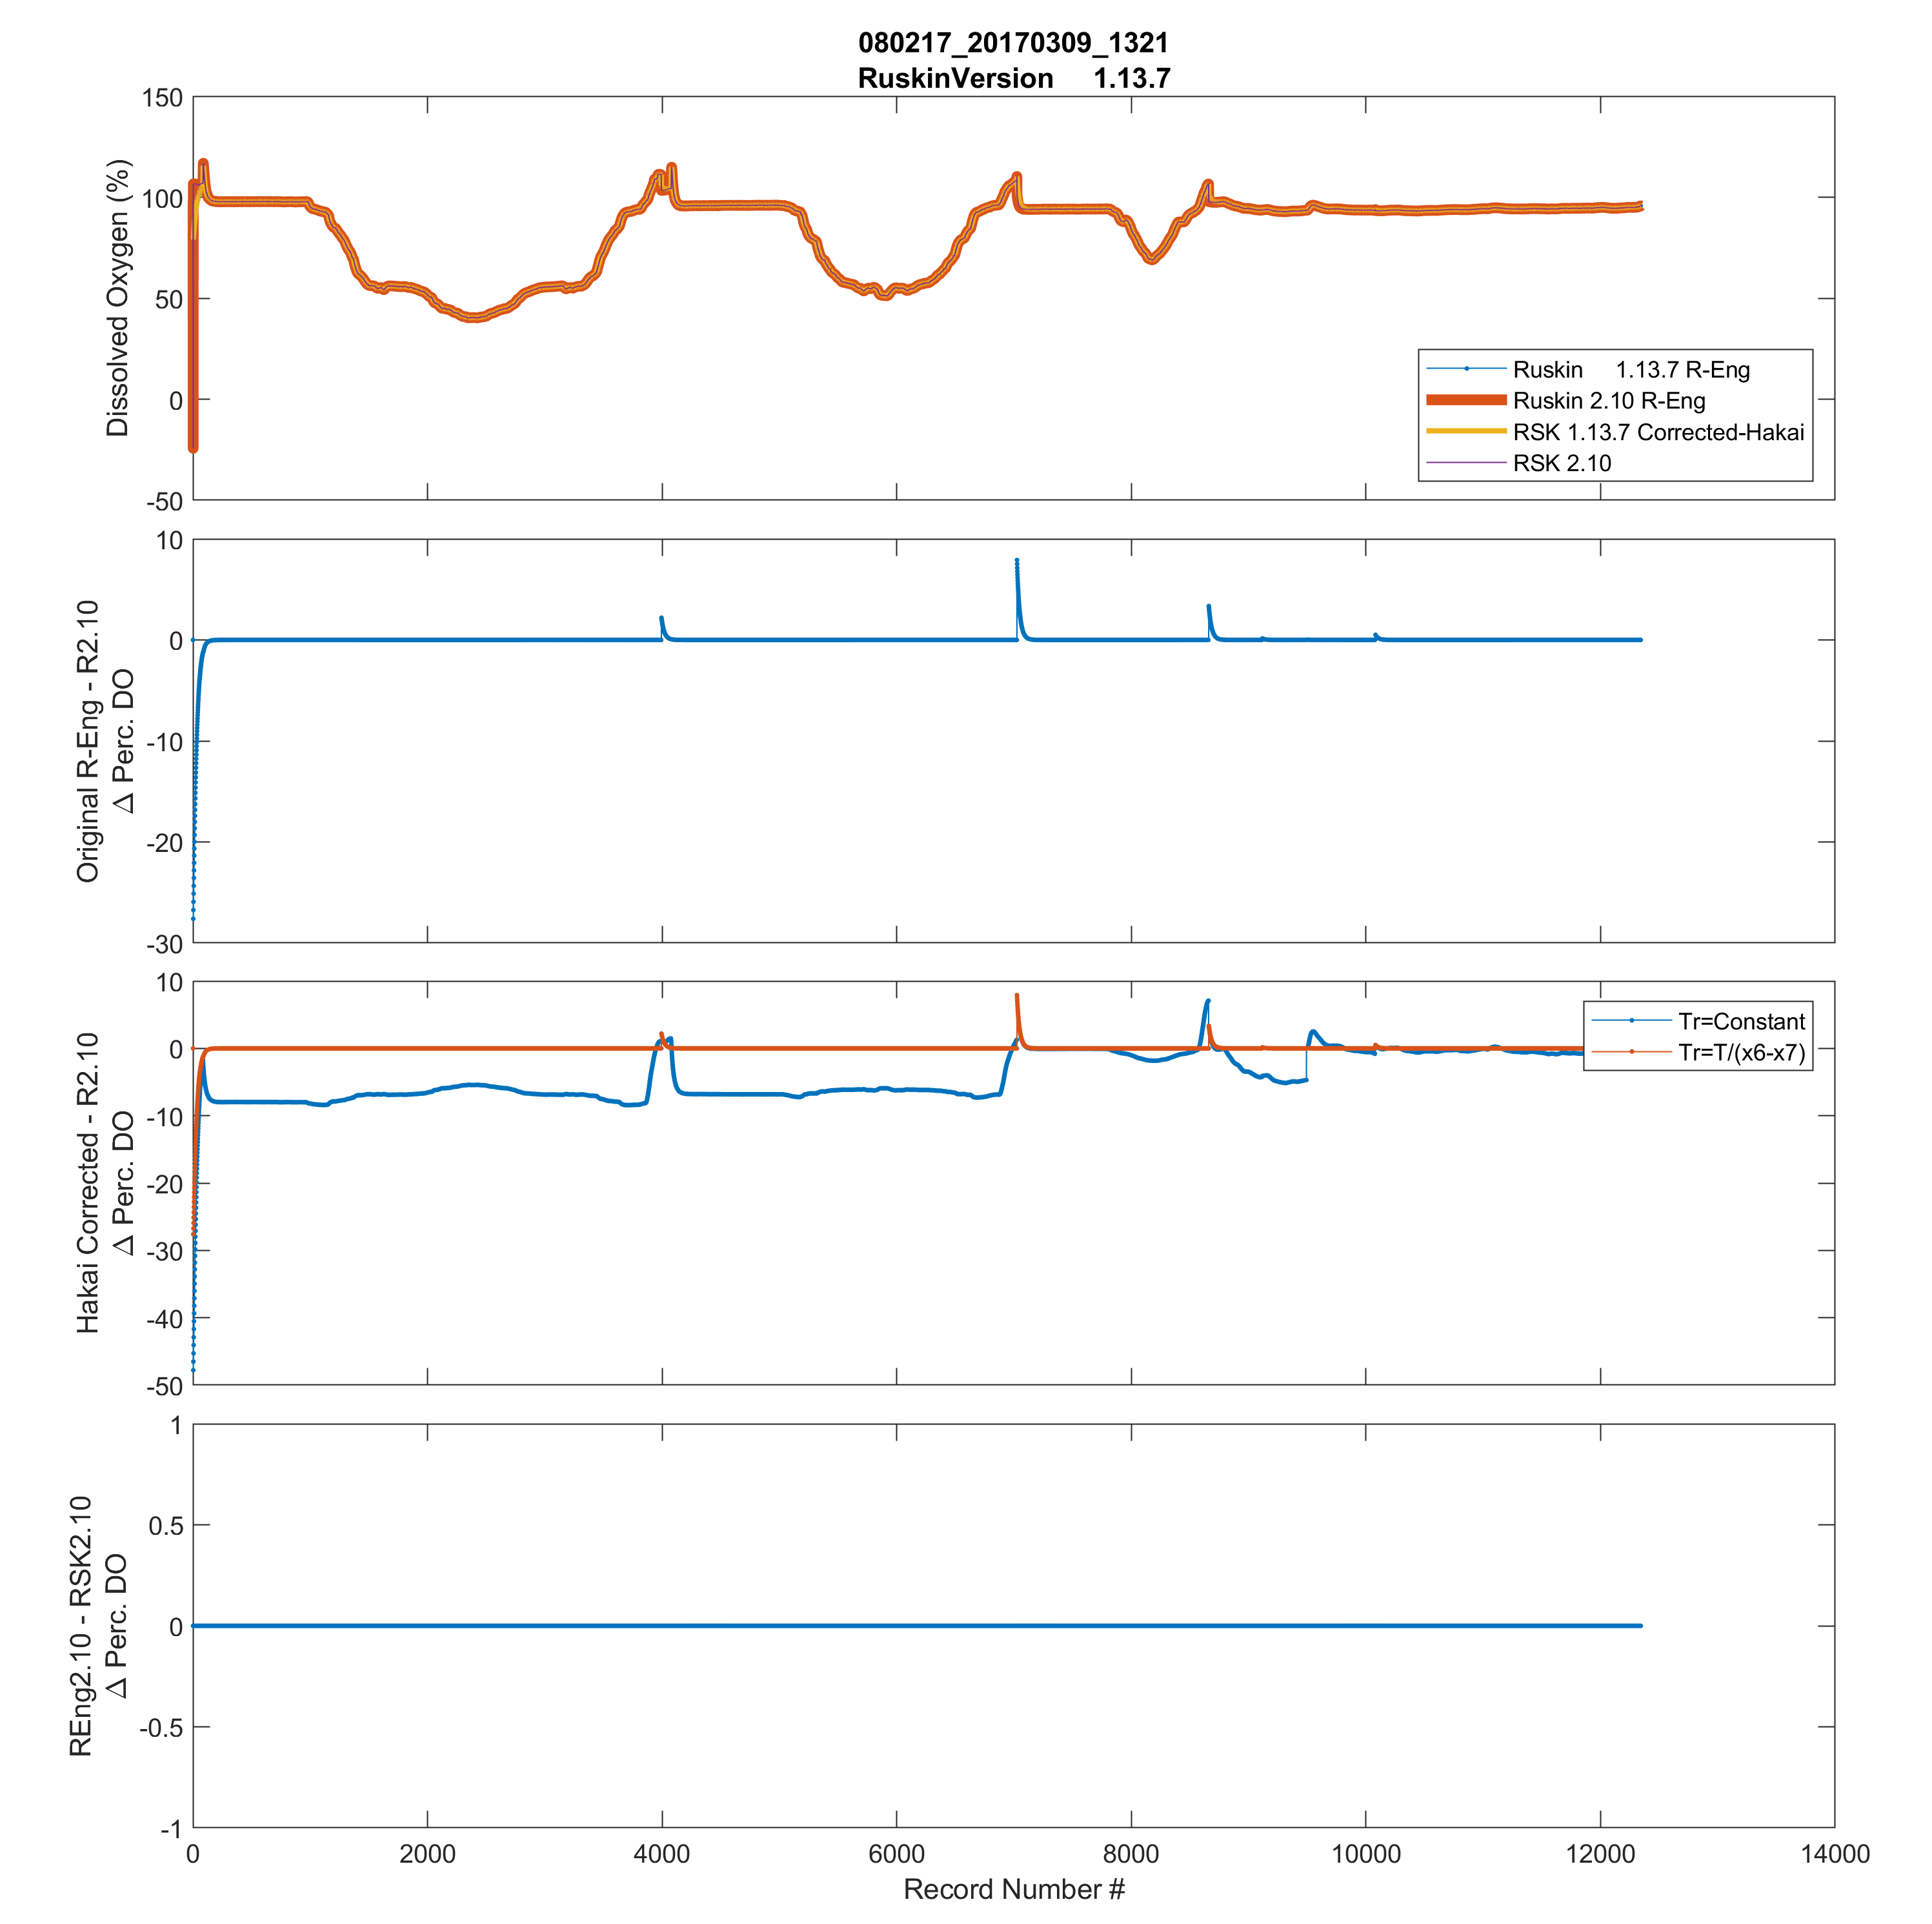 080217_20170309_1321
RuskinVersion 1.13.7
150
100
50
0
-50
Dissolved Oxygen (%)
Ruskin 1.13.7 R-Eng
Ruskin 2.10 R-Eng
RSK 1.13.7 Corrected-Hakai
RSK 2.10
10
0
-10
-20
-30
Original R-Eng - R2.10
Δ Perc. DO
10
0
-10
-20
-30
-40
-50
Hakai Corrected - R2.10
Δ Perc. DO
Tr=Constant
Tr=T/(x6-x7)
1
0.5
0
-0.5
-1
REng2.10 - RSK2.10
Δ Perc. DO
0 2000 4000 6000 8000 10000 12000 14000
Record Number #